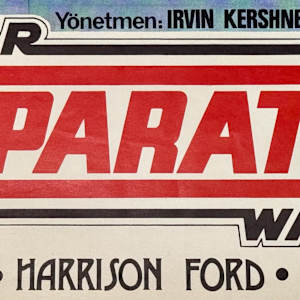 Yönetmen: IRVIN KERSHNE
R
PARAT
WA
• HARRISON FORD •